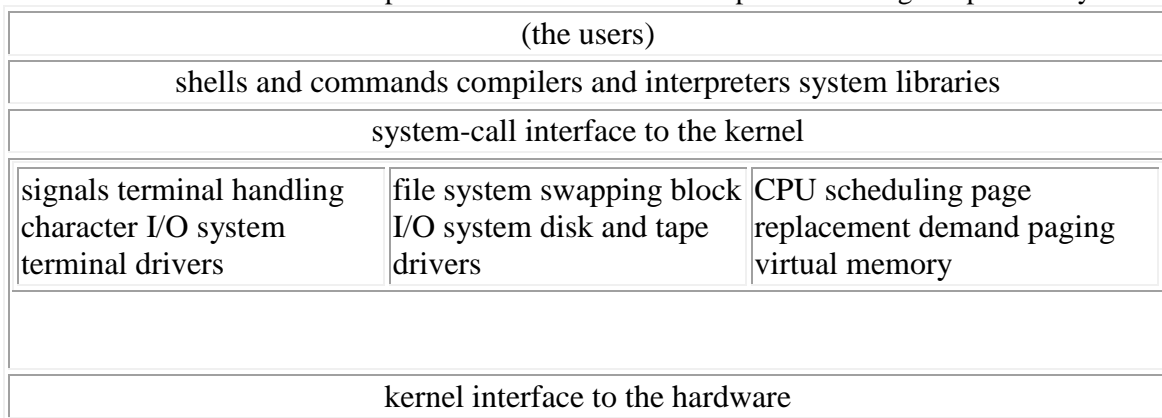 (the users)
shells and commands compilers and interpreters system libraries
system-call interface to the kernel
signals terminal handling
character I/O system
terminal drivers
file system swapping block
I/O system disk and tape
drivers
CPU scheduling page
replacement demand paging
virtual memory
kernel interface to the hardware